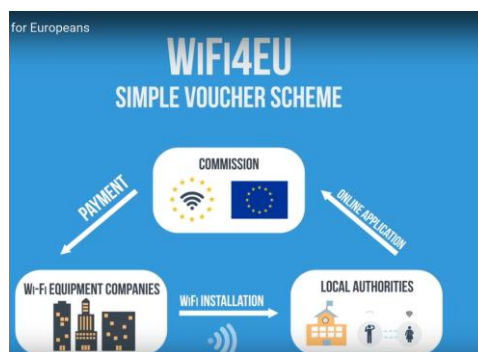 for Europeans
WiFi4EU
SIMPLE VOUCHER SCHEME
COMMISSION
PAYMENT
ONLINE APPLICATION
Wi-Fi EQUIPMENT COMPANIES
WiFi INSTALLATION
LOCAL AUTHORITIES